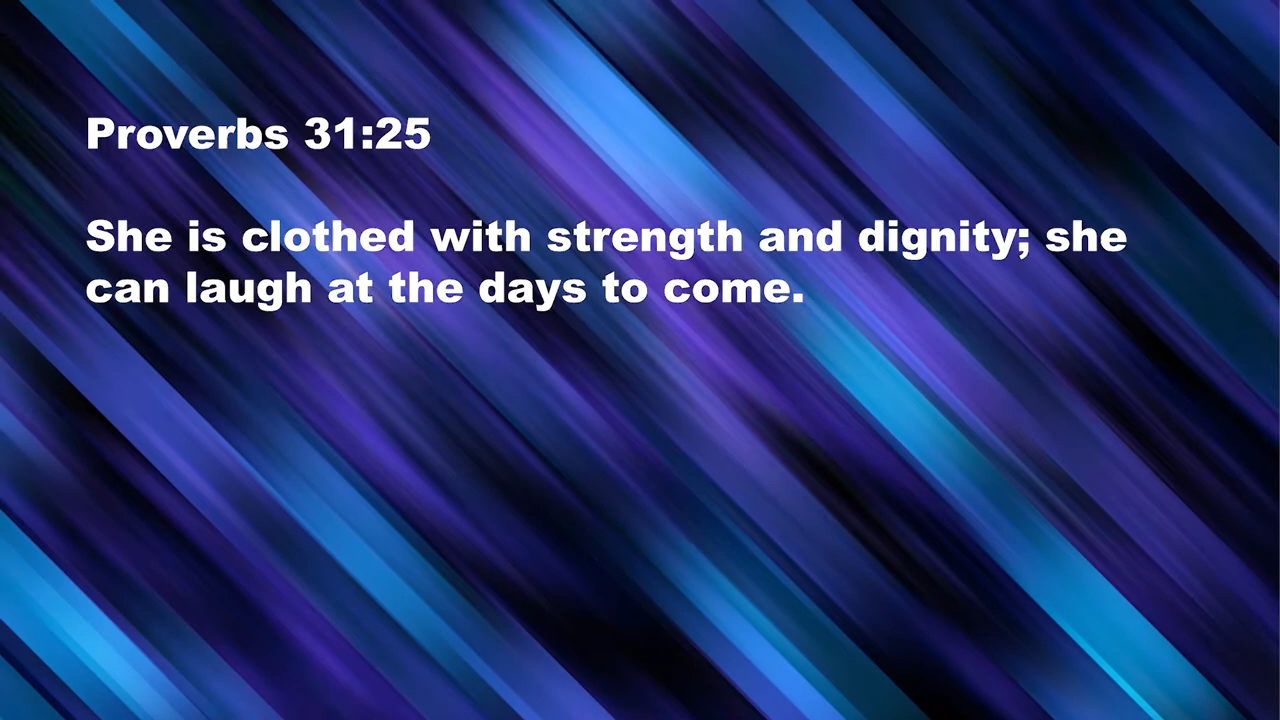 Proverbs 31:25
She is clothed with strength and dignity; she
can laugh at the days to come.